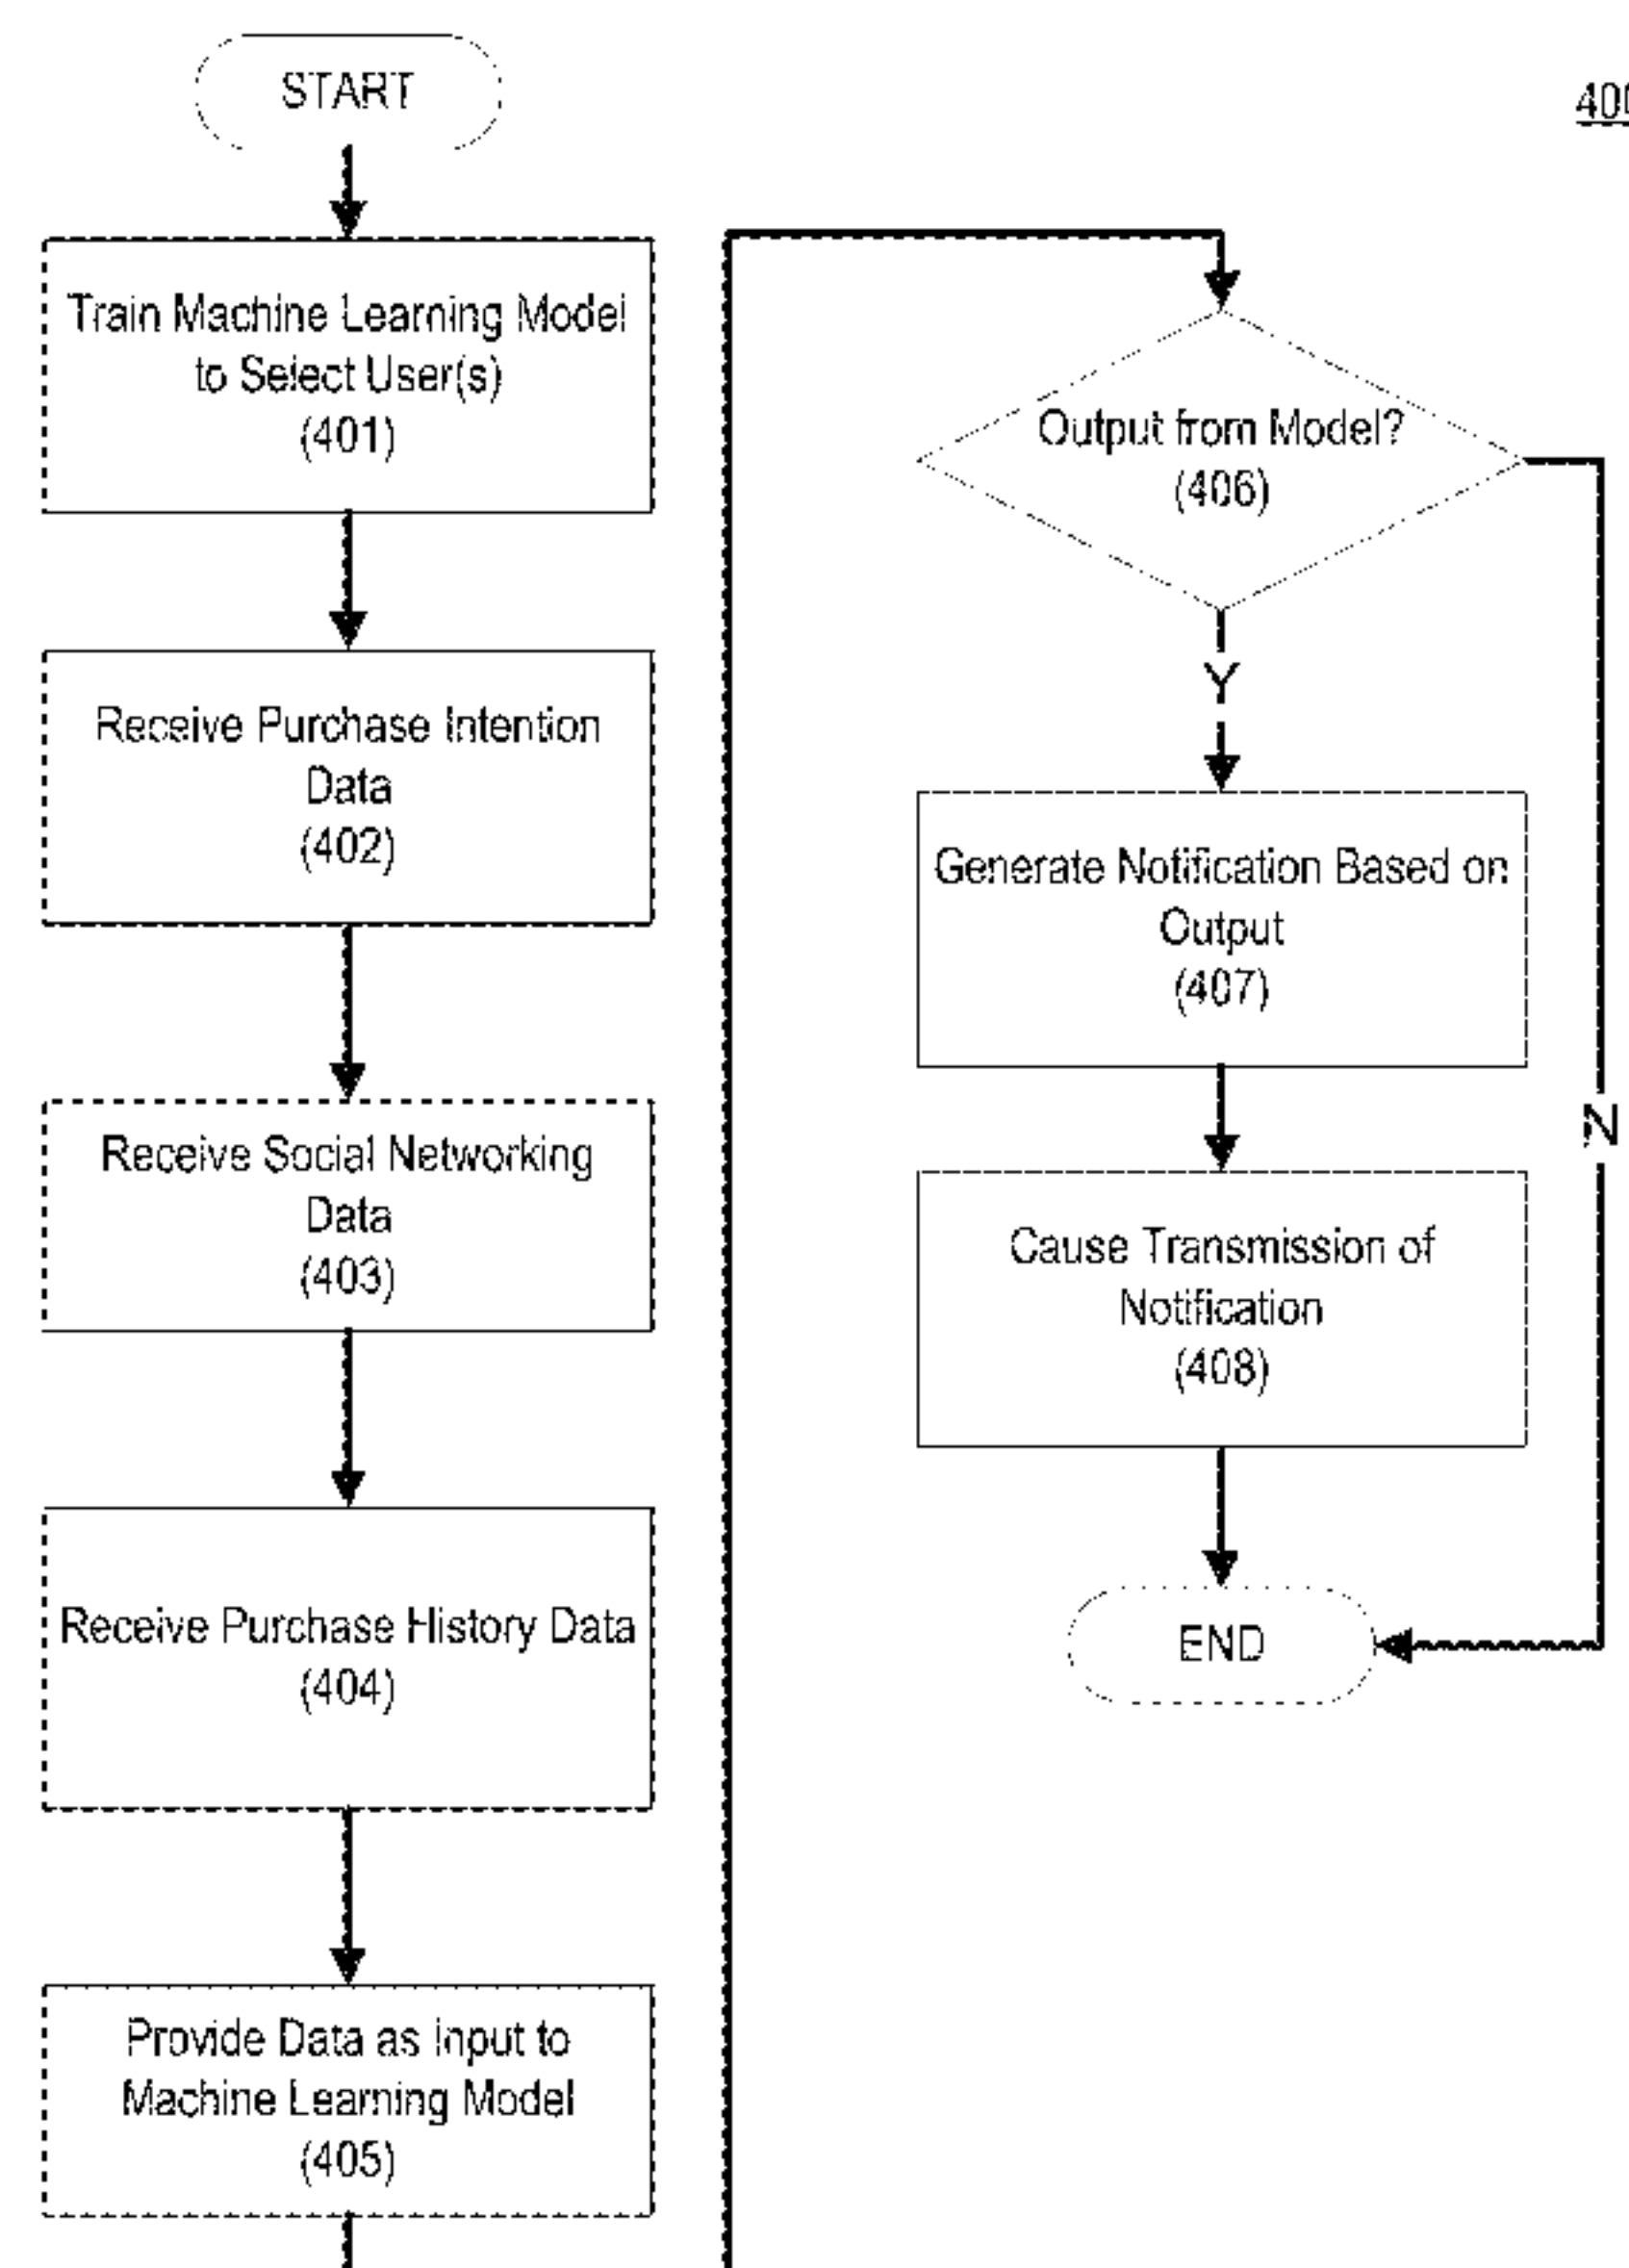 START
Train Machine Learning Model
to Select User(s)
(401)
Receive Purchase Intention
Data
(402)
Receive Social Networking
Data
(403)
Receive Purchase History Data
(404)
Provide Data as Input to
Machine Learning Model
(405)
400
Output from Model?
(406)
Y
N
Generate Notification Based on
Output
(407)
Cause Transmission of
Notification
(408)
END